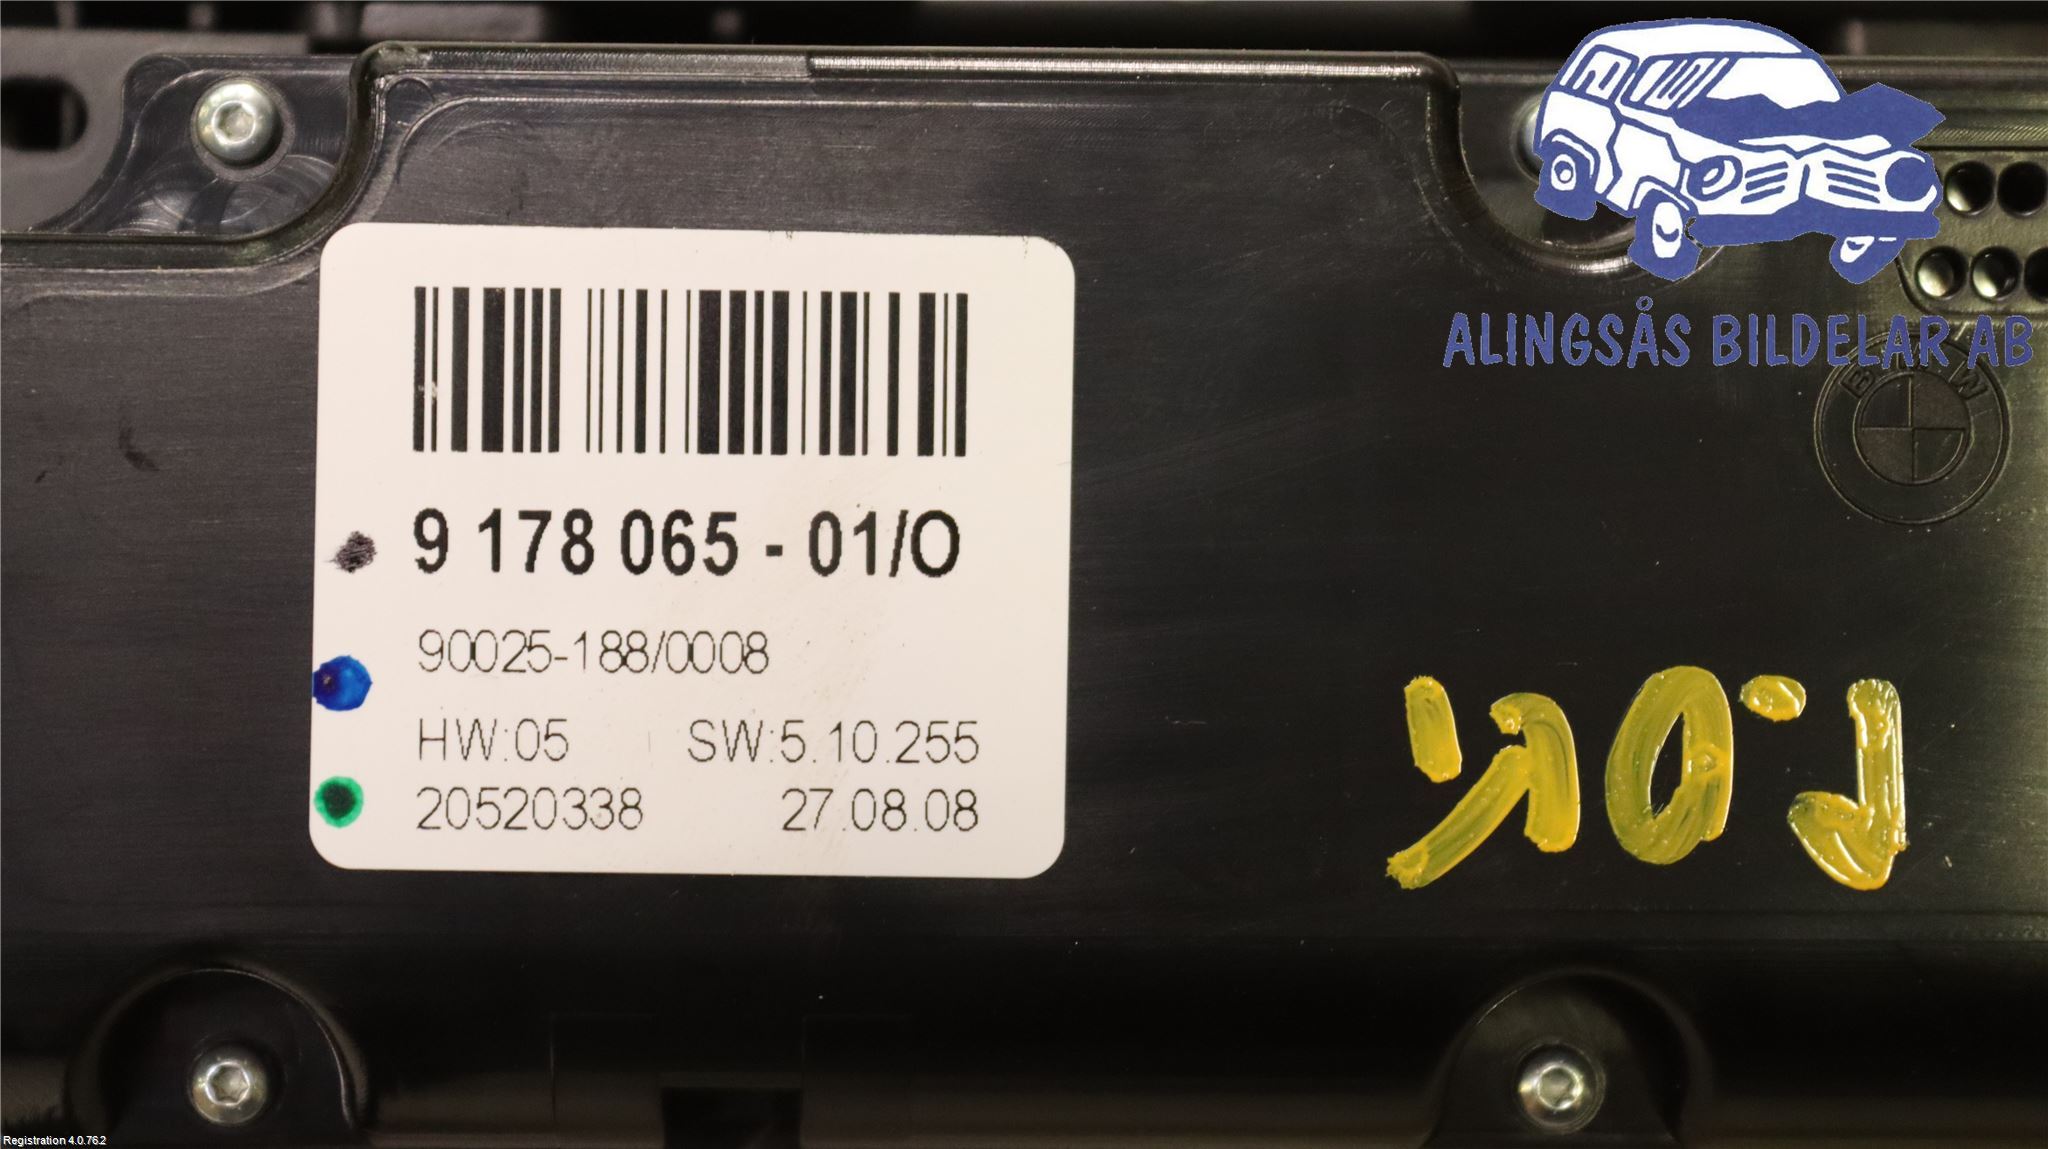 ALINGSÅS BILDELAR AB
BMW
9 178 065 - 01/O
90025-188/0008
HW:05 SW:5.10.255
20520338 27.08.08
Registration 4.0.76.2